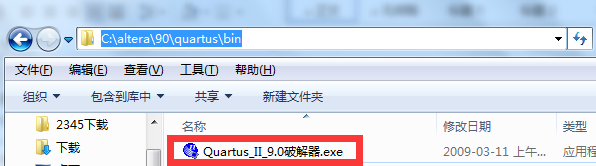 C:\altera\90\quartus\bin
文件(F) 编辑(E) 查看(V) 工具(T) 帮助(H)
组织 包含到库中 共享 新建文件夹
名称 修改日期 类型
2345下载
下载
Quartus_II_9.0破解器.exe 2009-03-11 上午... 应用程